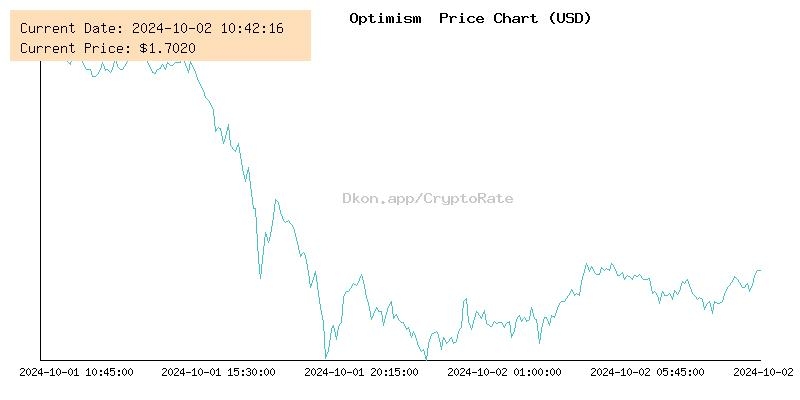 Optimism  Price Chart (USD)
Current Date: 2024-10-02 10:42:16
Current Price: $1.7020
Dkon.app/CryptoRate
2024-10-01 10:45:00 2024-10-01 15:30:00 2024-10-01 20:15:00 2024-10-02 01:00:00 2024-10-02 05:45:00 2024-10-02